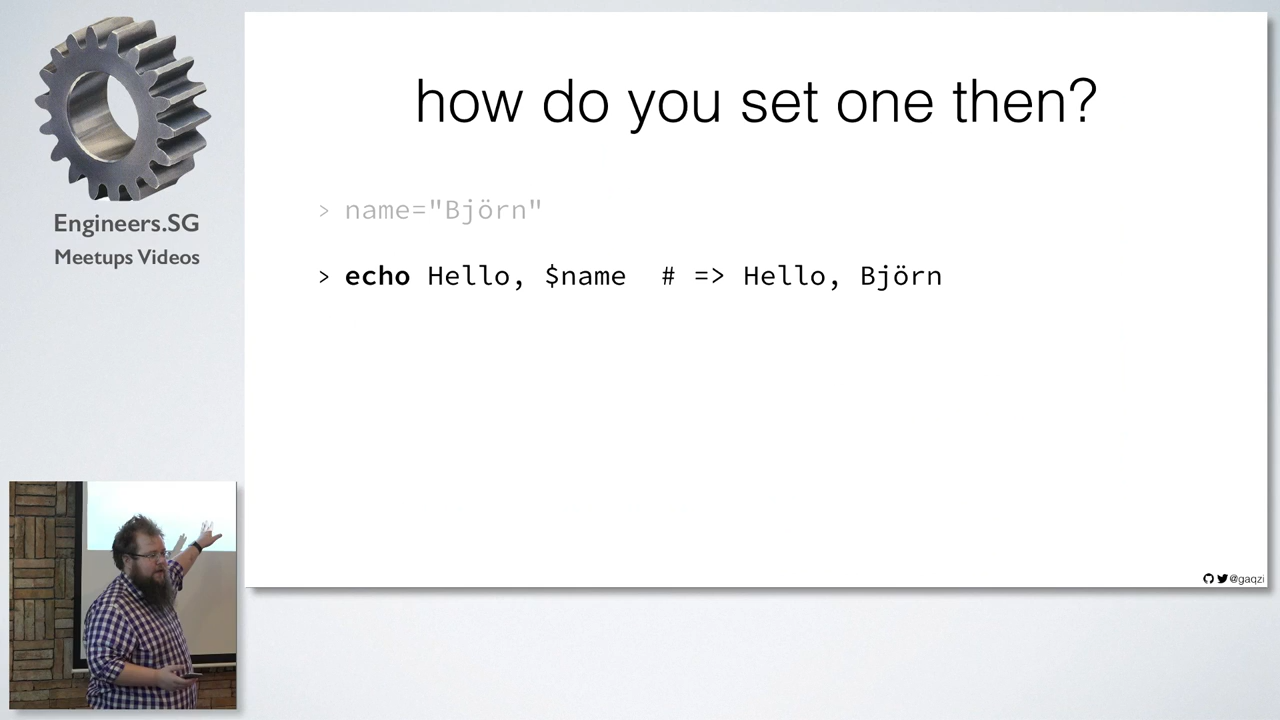 Engineers.SG
Meetups Videos
how do you set one then?
> name="Björn"
> echo Hello, $name  # => Hello, Björn
@gaqzi